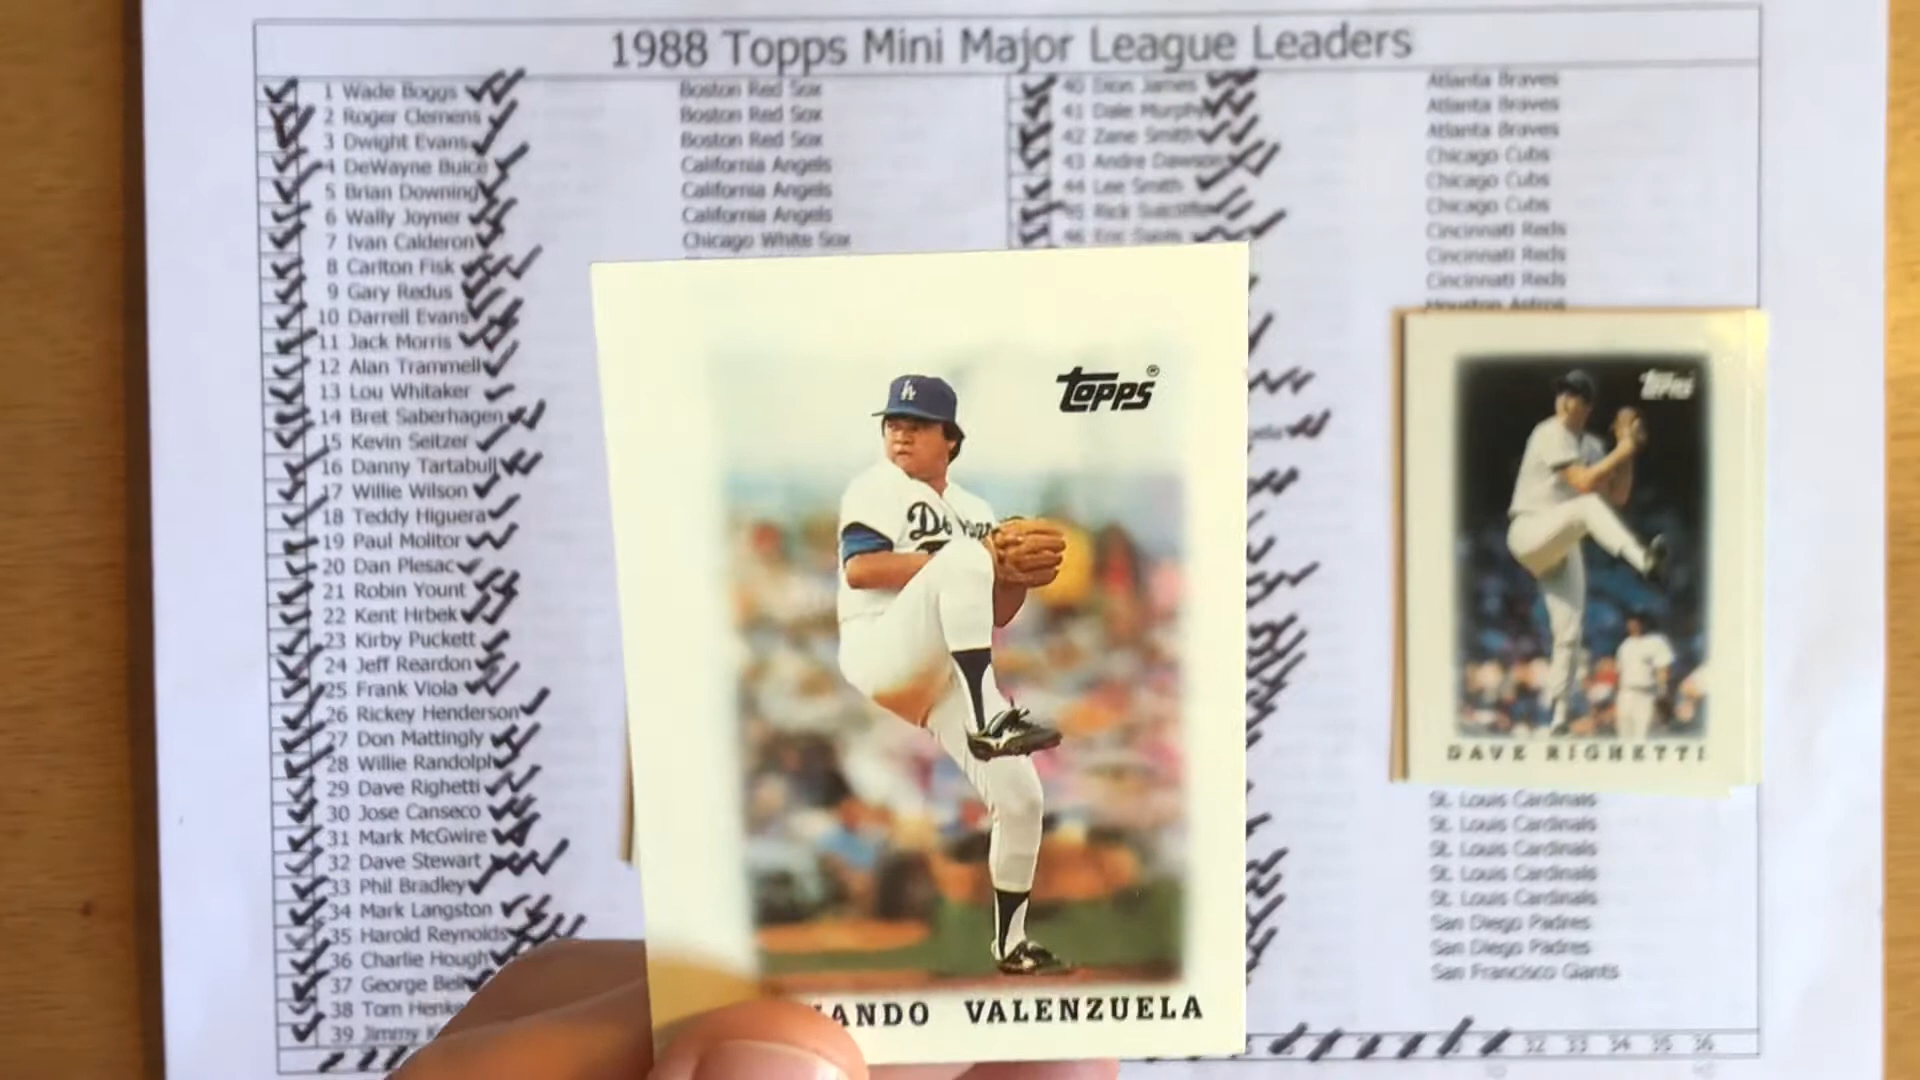 1988 Topps Mini Major League Leaders
1 Wade Boggs Boston Red Sox
2 Roger Clemens Boston Red Sox
3 Dwight Evans Boston Red Sox
4 DeWayne Buice California Angels
5 Brian Downing California Angels
6 Wally Joyner California Angels
7 Ivan Calderon Chicago White Sox
8 Carlton Fisk
9 Gary Redus
10 Darrell Evans
11 Jack Morris
12 Alan Trammell
13 Lou Whitaker
14 Bret Saberhagen
15 Kevin Seitzer
16 Danny Tartabull
17 Willie Wilson
18 Teddy Higuera
19 Paul Molitor
20 Dan Plesac
21 Robin Yount
22 Kent Hrbek
23 Kirby Puckett
24 Jeff Reardon
25 Frank Viola
26 Rickey Henderson
27 Don Mattingly
28 Willie Randolph
29 Dave Righetti
30 Jose Canseco
31 Mark McGwire
32 Dave Stewart
33 Phil Bradley
34 Mark Langston
35 Harold Reynolds
36 Charlie Hough
37 George Bell
38 Tom Henke
39 Jimmy K
40 Dion James Atlanta Braves
41 Dale Murphy Atlanta Braves
42 Zane Smith Atlanta Braves
43 Andre Dawson Chicago Cubs
44 Lee Smith Chicago Cubs
45 Rick Sutcliffe Chicago Cubs
46 Eric Davis Cincinnati Reds
Cincinnati Reds
Cincinnati Reds
Houston Astros
St. Louis Cardinals
St. Louis Cardinals
St. Louis Cardinals
St. Louis Cardinals
St. Louis Cardinals
San Diego Padres
San Diego Padres
San Francisco Giants
32 33 34 35 36
Topps®
LA
Dodgers
ANDO VALENZUELA
Topps
DAVE RIGHETTI